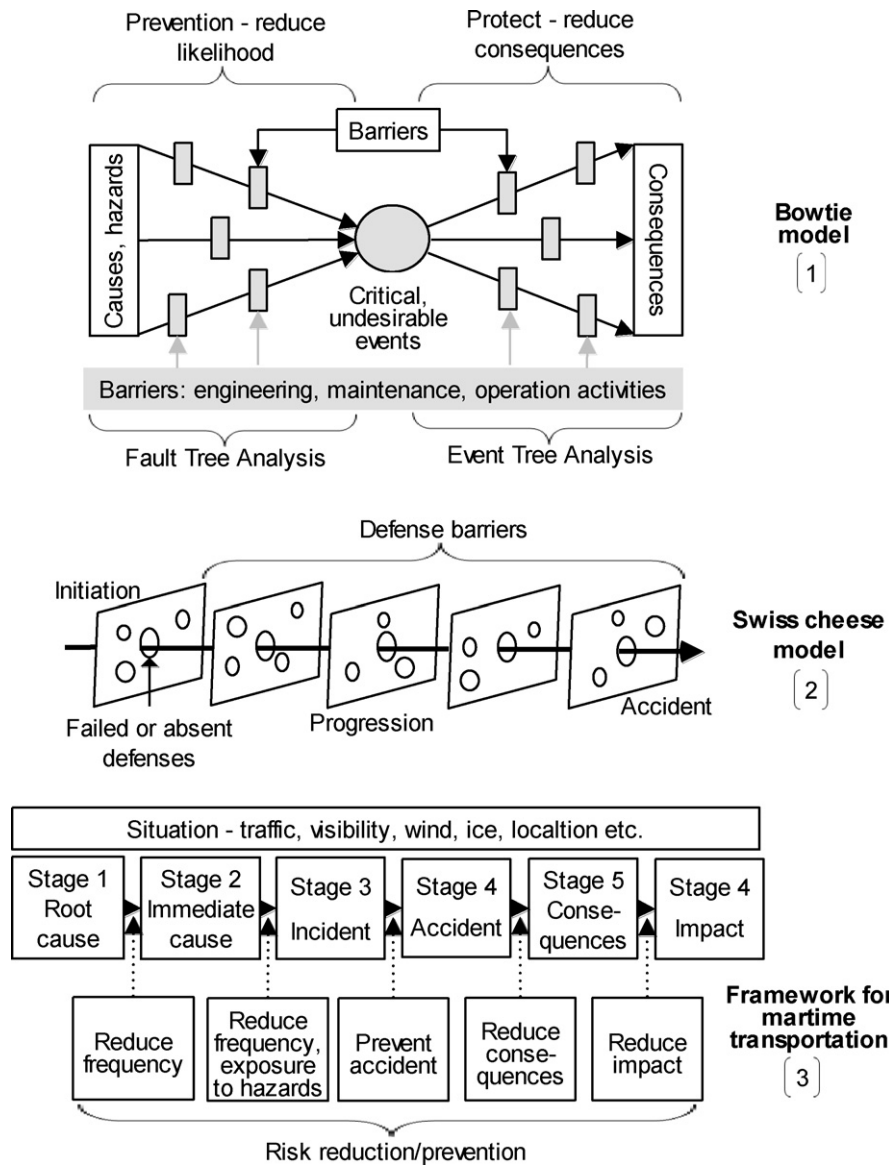 Prevention - reduce
likelihood
Protect - reduce
consequences
Barriers
Causes, hazards
Consequences
Critical,
undesirable
events
Bowtie
model
[1]
Barriers: engineering, maintenance, operation activities
Fault Tree Analysis
Event Tree Analysis
Defense barriers
Initiation
Failed or absent
defenses
Progression
Accident
Swiss cheese
model
[2]
Situation - traffic, visibility, wind, ice, localtion etc.
Stage 1
Root
cause
Stage 2
Immediate
cause
Stage 3
Incident
Stage 4
Accident
Stage 5
Conse-
quences
Stage 4
Impact
Reduce
frequency
Reduce
frequency,
exposure
to hazards
Prevent
accident
Reduce
conse-
quences
Reduce
impact
Framework for
martime
transportation
[3]
Risk reduction/prevention